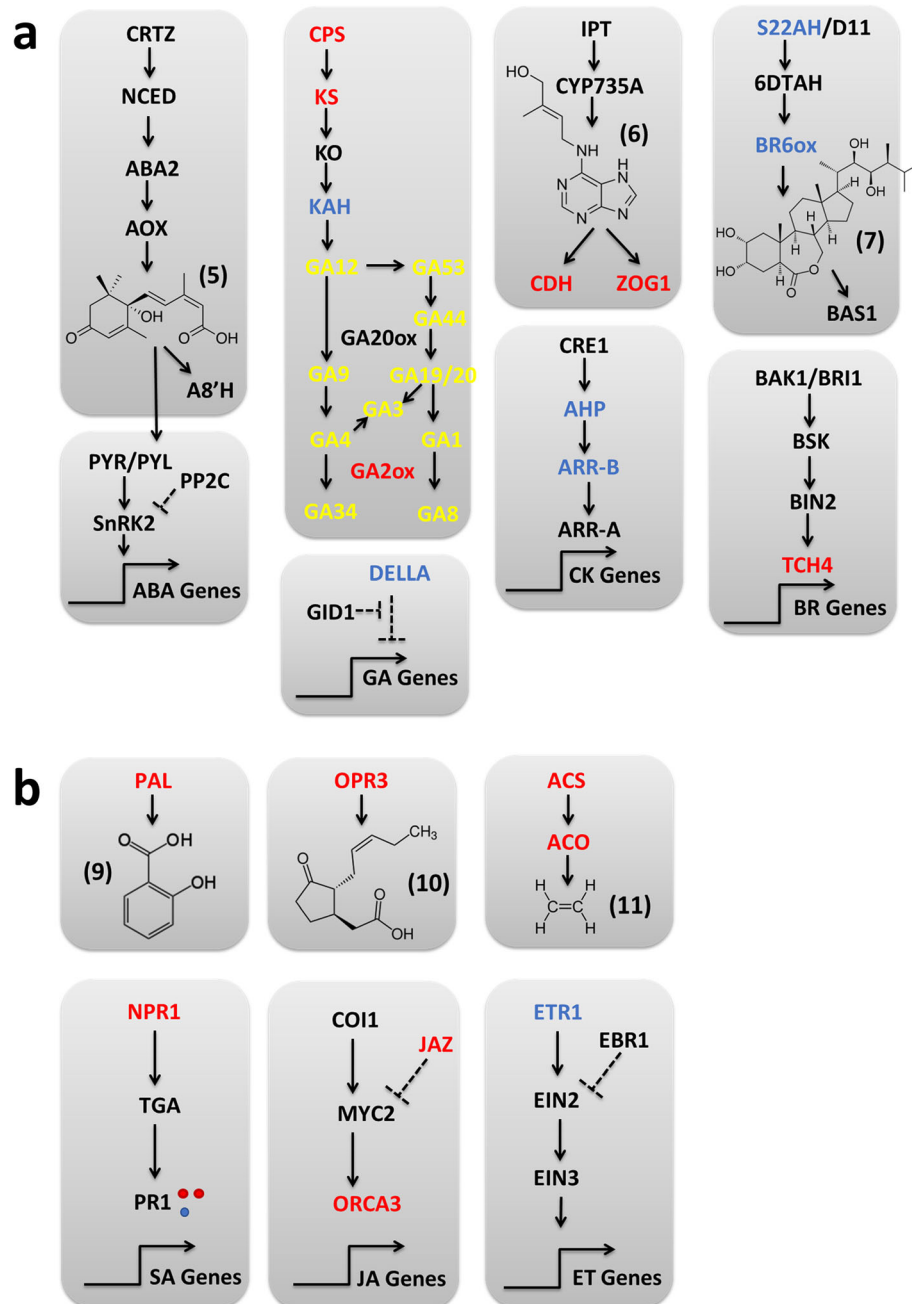 a
CRTZ
NCED
ABA2
AOX
(5)
OH
O
O
OH
A8'H
PYR/PYL
PP2C
SnRK2
ABA Genes
CPS
KS
KO
KAH
GA12
GA53
GA44
GA20ox
GA9
GA19/20
GA3
GA4
GA1
GA2ox
GA34
GA8
DELLA
GID1
GA Genes
IPT
CYP735A
HO
(6)
NH
H
N
N
N
N
CDH
ZOG1
CRE1
AHP
ARR-B
ARR-A
CK Genes
S22AH/D11
6DTAH
BR6ox
OH
OH
H
H
H
H
H
HO
HO
O
O
(7)
BAS1
BAK1/BRI1
BSK
BIN2
TCH4
BR Genes
b
PAL
O
OH
(9)
OH
OPR3
CH3
O
(10)
O
OH
ACS
ACO
H
H
C=C
H
H
(11)
NPR1
TGA
PR1
SA Genes
COI1
JAZ
MYC2
ORCA3
JA Genes
ETR1
EBR1
EIN2
EIN3
ET Genes